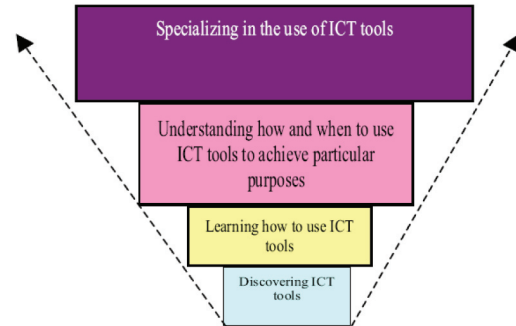 Specializing in the use of ICT tools
Understanding how and when to use
ICT tools to achieve particular
purposes
Learning how to use ICT
tools
Discovering ICT
tools